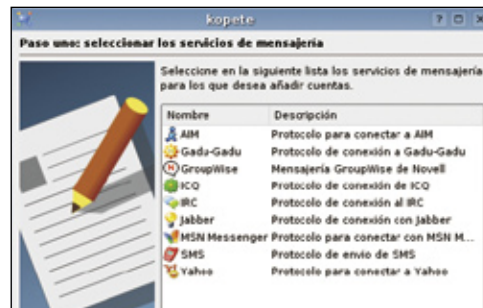 kopete
Paso uno: seleccionar los servicios de mensajería
Seleccione en la siguiente lista los servicios de mensajería
para los que desea añadir cuentas.
Nombre Descripción
AIM Protocolo para conectar a AIM
Gadu-Gadu Protocolo de conexión a Gadu-Gadu
GroupWise Mensajería GroupWise de Novell
ICQ Protocolo de conexión de ICQ
IRC Protocolo de conexión al IRC
Jabber Protocolo de conexión con Jabber
MSN Messenger Protocolo para conectar con MSN M...
SMS Protocolo de envío de SMS
Yahoo Protocolo para conectar a Yahoo